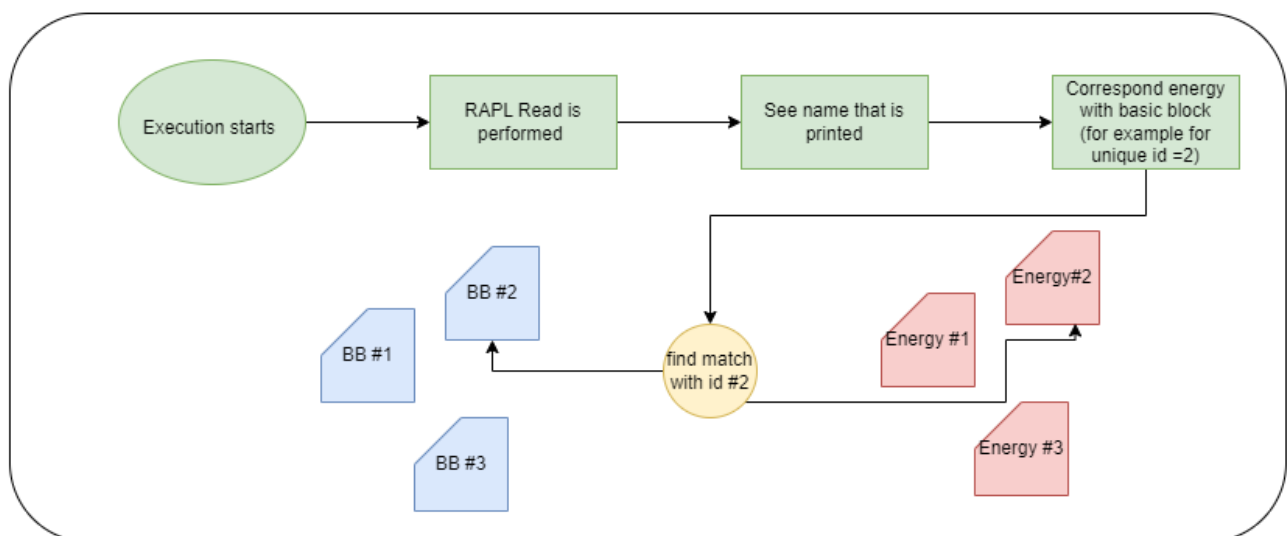 Execution starts
RAPL Read is
performed
See name that is
printed
Correspond energy
with basic block
(for example for
unique id =2)
BB #2
BB #1
BB #3
find match
with id #2
Energy#2
Energy #1
Energy #3